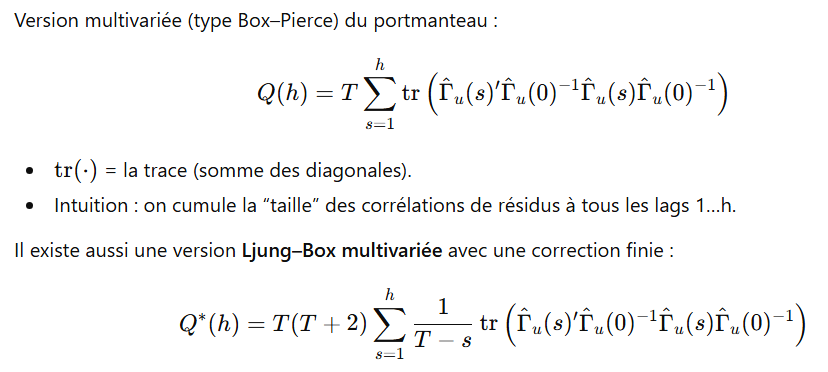 Version multivariée (type Box–Pierce) du portmanteau :
$$Q(h) = T \sum_{s=1}^{h} \operatorname{tr}\left(\hat{\Gamma}_u(s)'\hat{\Gamma}_u(0)^{-1}\hat{\Gamma}_u(s)\hat{\Gamma}_u(0)^{-1}\right)$$
• tr(·) = la trace (somme des diagonales).
• Intuition : on cumule la “taille” des corrélations de résidus à tous les lags 1…h.
Il existe aussi une version Ljung–Box multivariée avec une correction finie :
$$Q^*(h) = T(T+2) \sum_{s=1}^{h} \frac{1}{T-s} \operatorname{tr}\left(\hat{\Gamma}_u(s)'\hat{\Gamma}_u(0)^{-1}\hat{\Gamma}_u(s)\hat{\Gamma}_u(0)^{-1}\right)$$